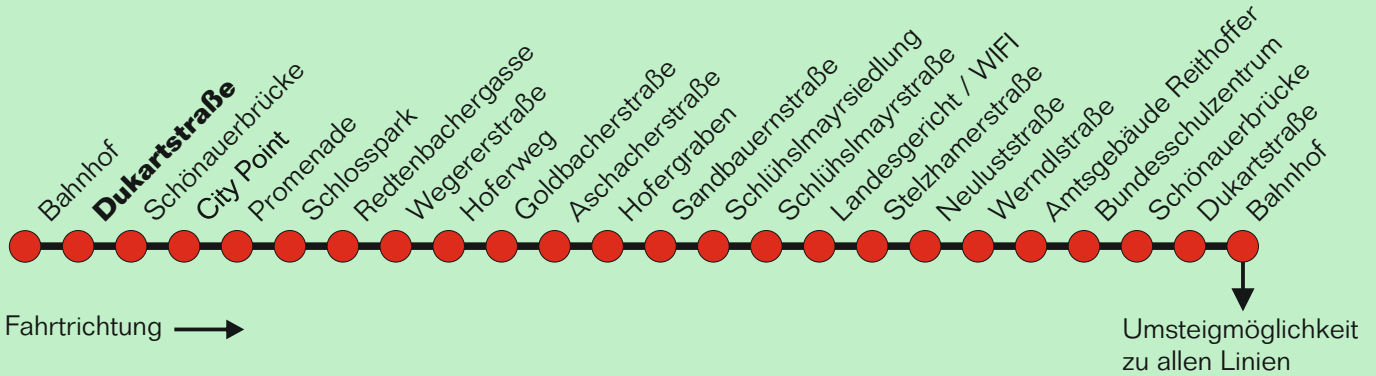 Bahnhof
Dukartstraße
Schönauerbrücke
City Point
Promenade
Schlosspark
Redtenbachergasse
Wegererstraße
Hoferweg
Goldbacherstraße
Aschacherstraße
Hofergraben
Sandbauernstraße
Schlühslmayrsiedlung
Schlühslmayrstraße
Landesgericht / WIFI
Stelzhamerstraße
Neuluststraße
Werndlstraße
Amtsgebäude Reithoffer
Bundesschulzentrum
Schönauerbrücke
Dukartstraße
Bahnhof
Fahrtrichtung
Umsteigmöglichkeit
zu allen Linien